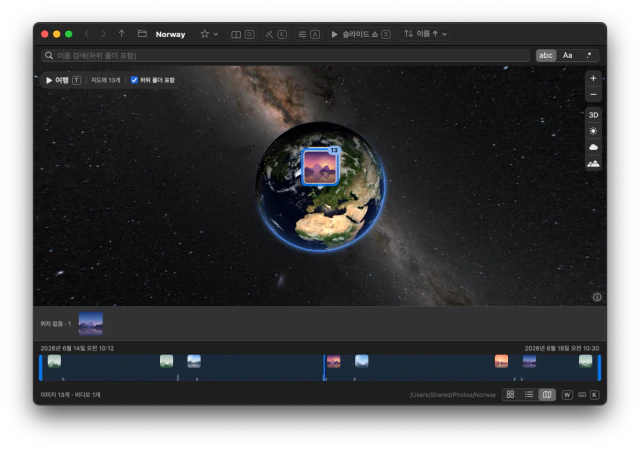 Norway D E A 슬라이드 쇼 S 이름
이름 검색(하위 폴더 포함) abc Aa .*
여행 T 지도에 13개 하위 폴더 포함
+
−
13
3D
위치 없음 · 1
2026년 6월 14일 오전 10:12 2026년 6월 18일 오전 10:30
이미지 13개 · 비디오 1개 /Users/Shared/Photos/Norway W K